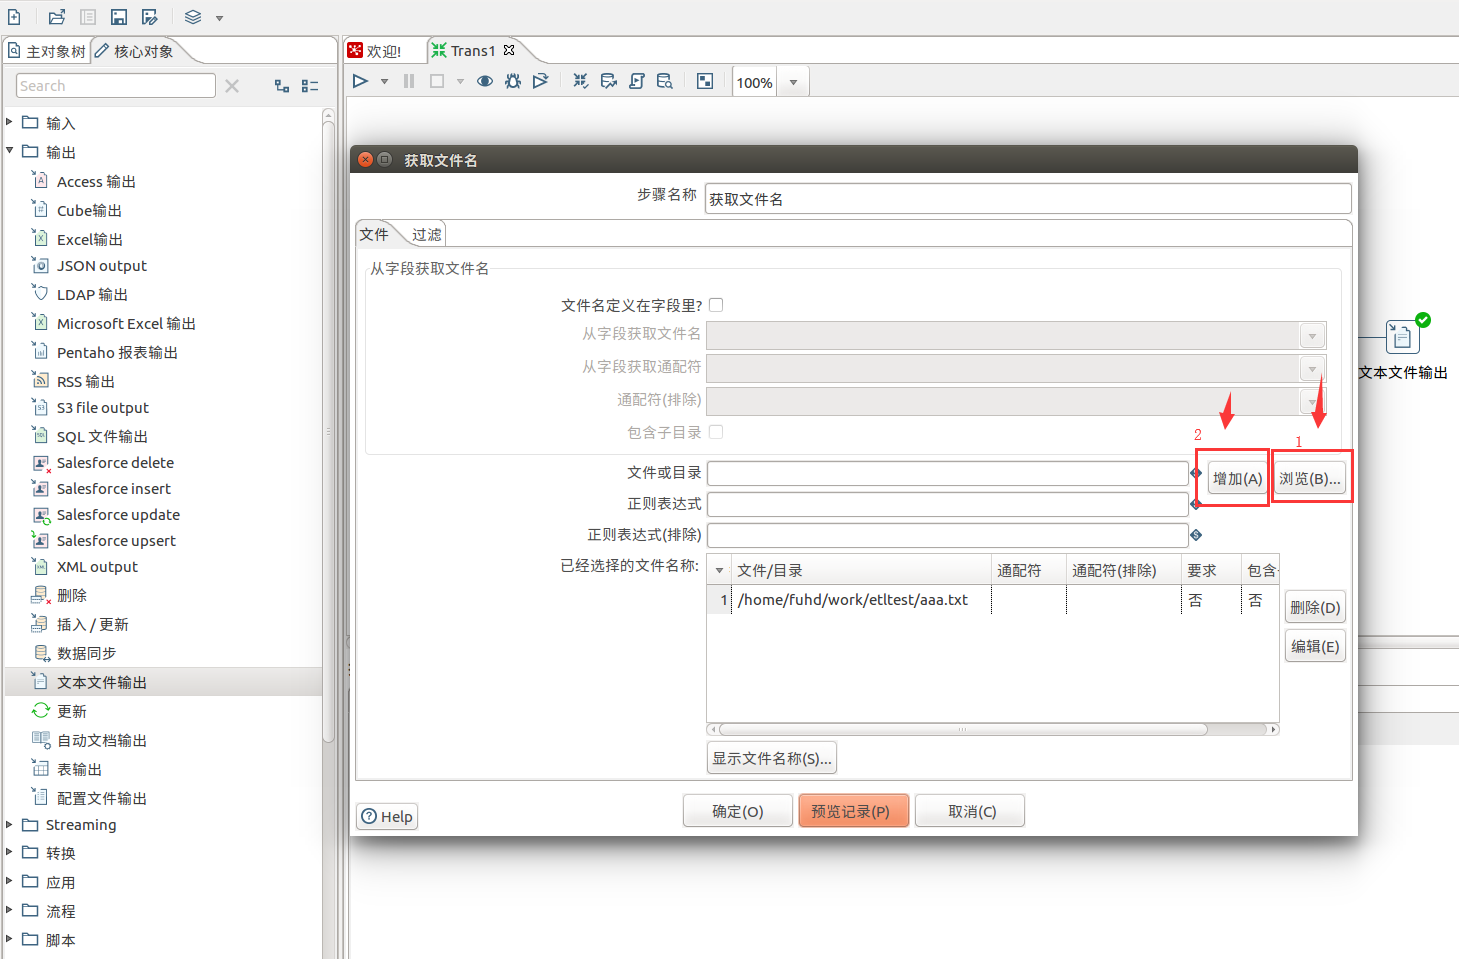 主对象树 核心对象
Search
输入
输出
Access 输出
Cube输出
Excel输出
JSON output
LDAP 输出
Microsoft Excel 输出
Pentaho 报表输出
RSS 输出
S3 file output
SQL 文件输出
Salesforce delete
Salesforce insert
Salesforce update
Salesforce upsert
XML output
删除
插入 / 更新
数据同步
文本文件输出
更新
自动文档输出
表输出
配置文件输出
Streaming
转换
应用
流程
脚本
欢迎! Trans1
100%
获取文件名
步骤名称 获取文件名
文件 过滤
从字段获取文件名
文件名定义在字段里?
从字段获取文件名
从字段获取通配符
通配符(排除)
包含子目录
2 1
文件或目录 增加(A) 浏览(B)...
正则表达式
正则表达式(排除)
已经选择的文件名称: 文件/目录 通配符 通配符(排除) 要求 包含
1 /home/fuhd/work/etltest/aaa.txt 否 否
删除(D)
编辑(E)
显示文件名称(S)...
Help 确定(O) 预览记录(P) 取消(C)
文本文件输出